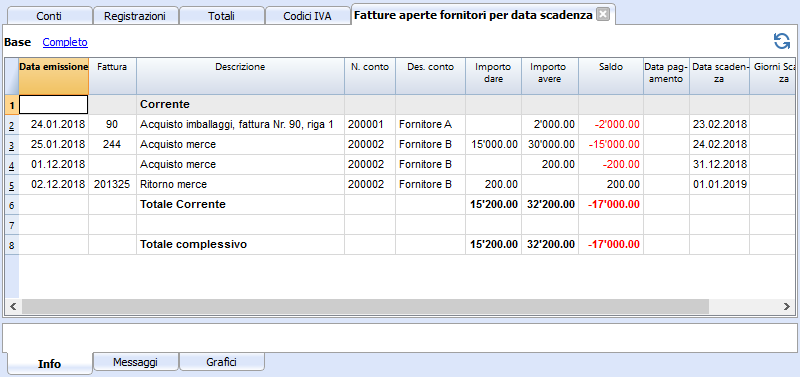 Conti Registrazioni Totali Codici IVA Fatture aperte fornitori per data scadenza
Base Completo
Data emissione Fattura Descrizione N. conto Des. conto Importo dare Importo avere Saldo Data pag-amento Data scaden-za Giorni Sca za
1 Corrente
2 24.01.2018 90 Acquisto imballaggi, fattura Nr. 90, riga 1 200001 Fornitore A 2'000.00 -2'000.00 23.02.2018
3 25.01.2018 244 Acquisto merce 200002 Fornitore B 15'000.00 30'000.00 -15'000.00 24.02.2018
4 01.12.2018 Acquisto merce 200002 Fornitore B 200.00 -200.00 31.12.2018
5 02.12.2018 201325 Ritorno merce 200002 Fornitore B 200.00 200.00 01.01.2019
6 Totale Corrente 15'200.00 32'200.00 -17'000.00
7
8 Totale complessivo 15'200.00 32'200.00 -17'000.00
Info Messaggi Grafici